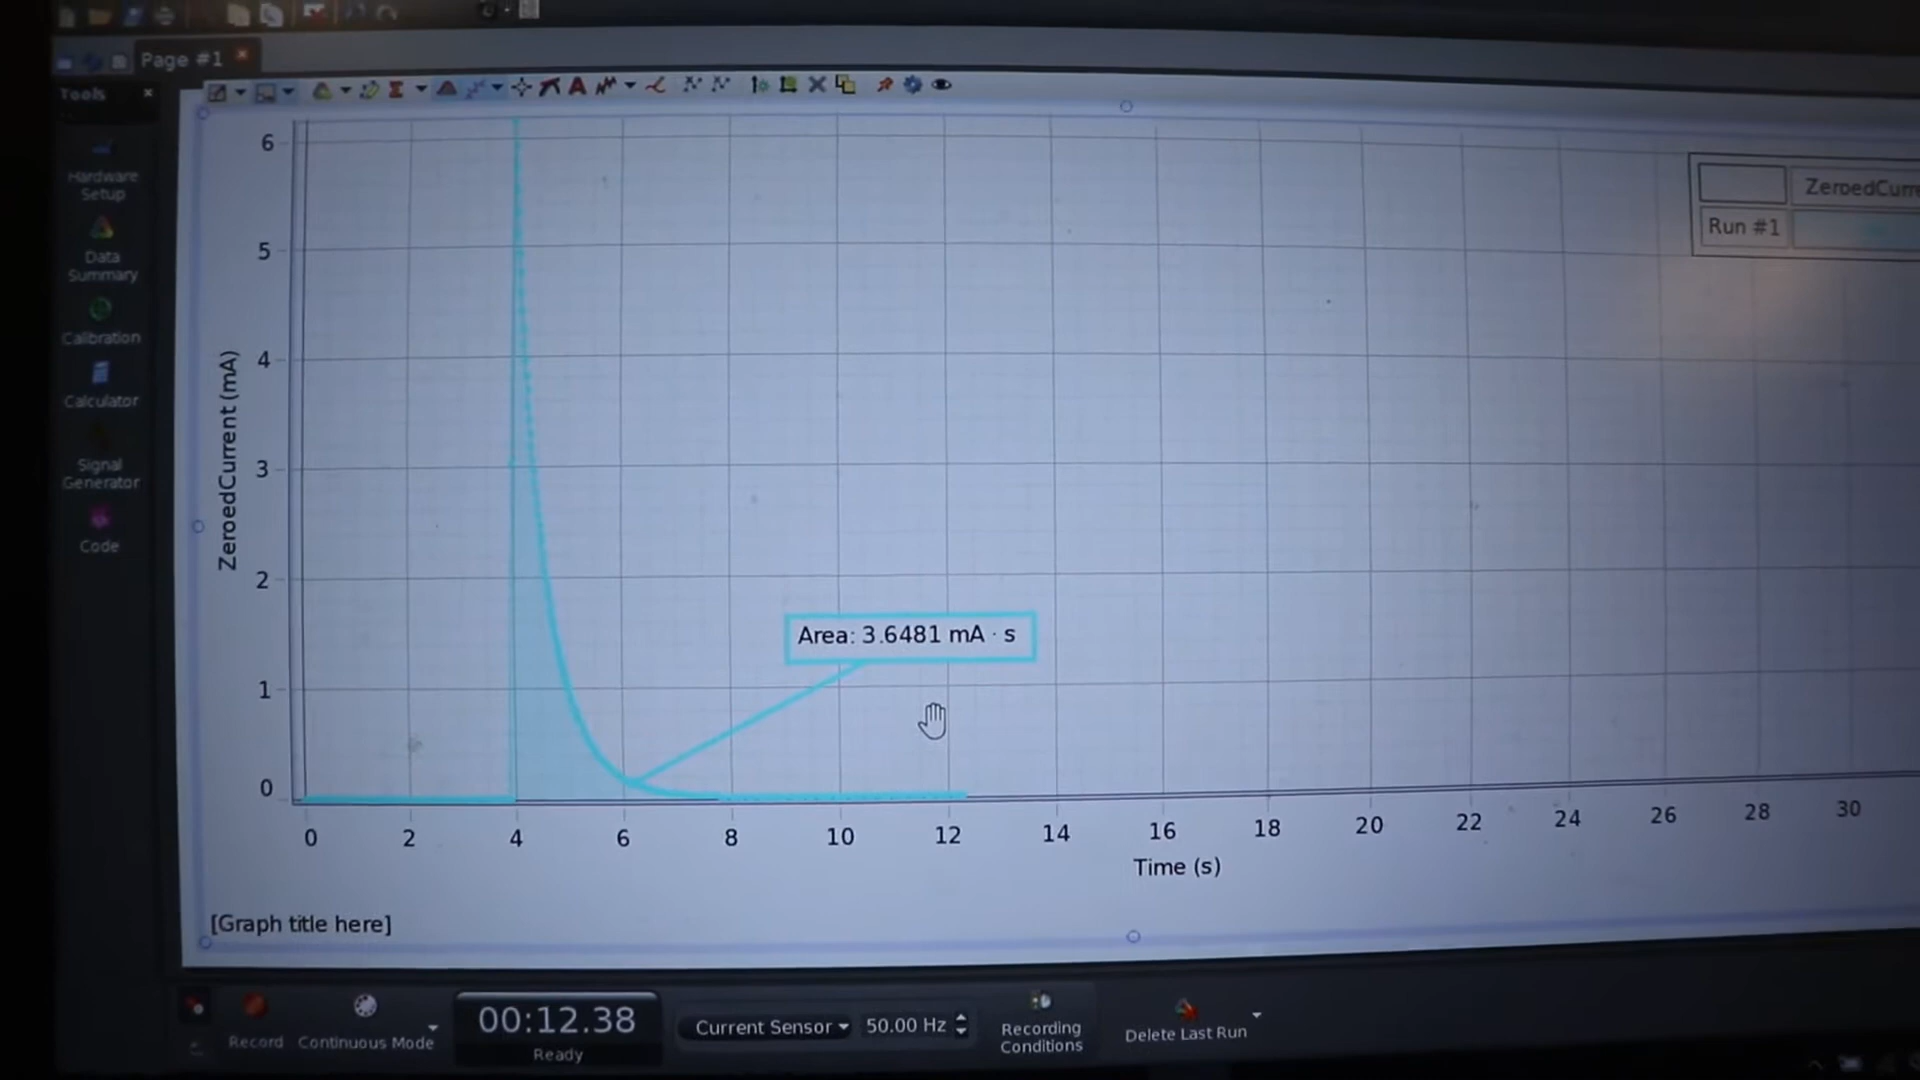 Page #1
Tools
Hardware
Setup
Data
Summary
Calibration
Calculator
Signal
Generator
Code
6
5
4
3
2
1
0
ZeroedCurrent (mA)
Area: 3.6481 mA · s
Run #1
0 2 4 6 8 10 12 14 16 18 20 22 24 26 28 30
Time (s)
[Graph title here]
Record
Continuous Mode
00:12.38
Ready
Current Sensor
50.00 Hz
Recording
Conditions
Delete Last Run